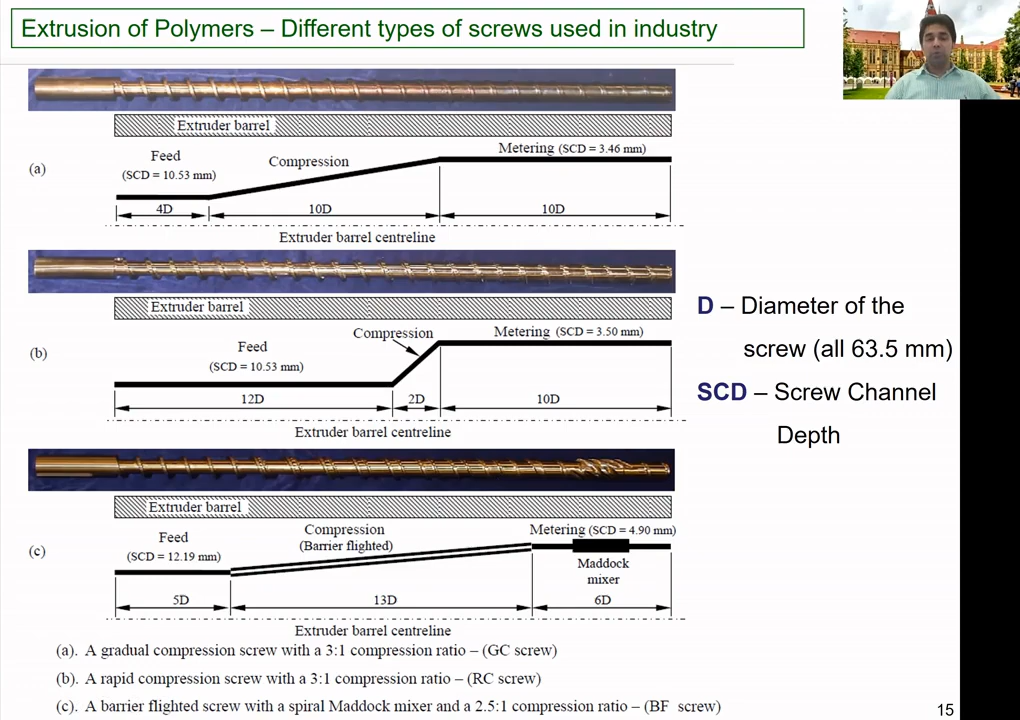 Extrusion of Polymers – Different types of screws used in industry
Extruder barrel
Feed
(SCD = 10.53 mm)
Compression
Metering (SCD = 3.46 mm)
(a)
4D
10D
10D
Extruder barrel centreline
Extruder barrel
Compression
Metering (SCD = 3.50 mm)
Feed
(SCD = 10.53 mm)
(b)
12D
2D
10D
Extruder barrel centreline
D – Diameter of the
screw (all 63.5 mm)
SCD – Screw Channel
Depth
Extruder barrel
Feed
(SCD = 12.19 mm)
Compression
(Barrier flighted)
Metering (SCD = 4.90 mm)
Maddock
mixer
(c)
5D
13D
6D
Extruder barrel centreline
(a). A gradual compression screw with a 3:1 compression ratio – (GC screw)
(b). A rapid compression screw with a 3:1 compression ratio – (RC screw)
(c). A barrier flighted screw with a spiral Maddock mixer and a 2.5:1 compression ratio – (BF screw)
15